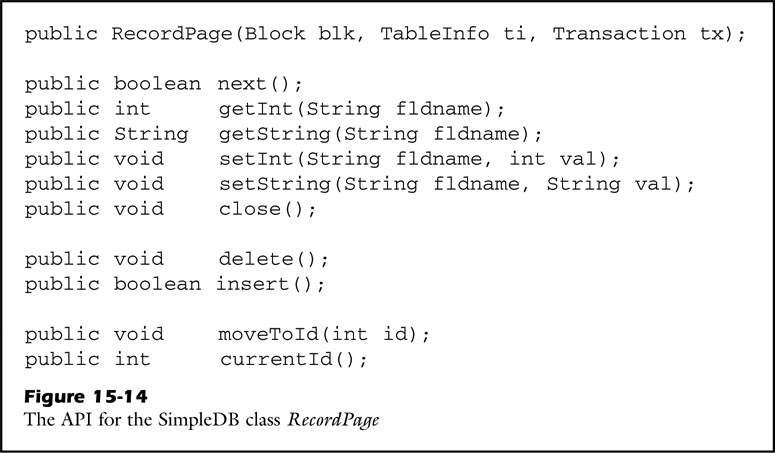 public RecordPage(Block blk, TableInfo ti, Transaction tx);
public boolean next();
public int getInt(String fldname);
public String getString(String fldname);
public void setInt(String fldname, int val);
public void setString(String fldname, String val);
public void close();
public void delete();
public boolean insert();
public void moveToId(int id);
public int currentId();
Figure 15-14
The API for the SimpleDB class RecordPage